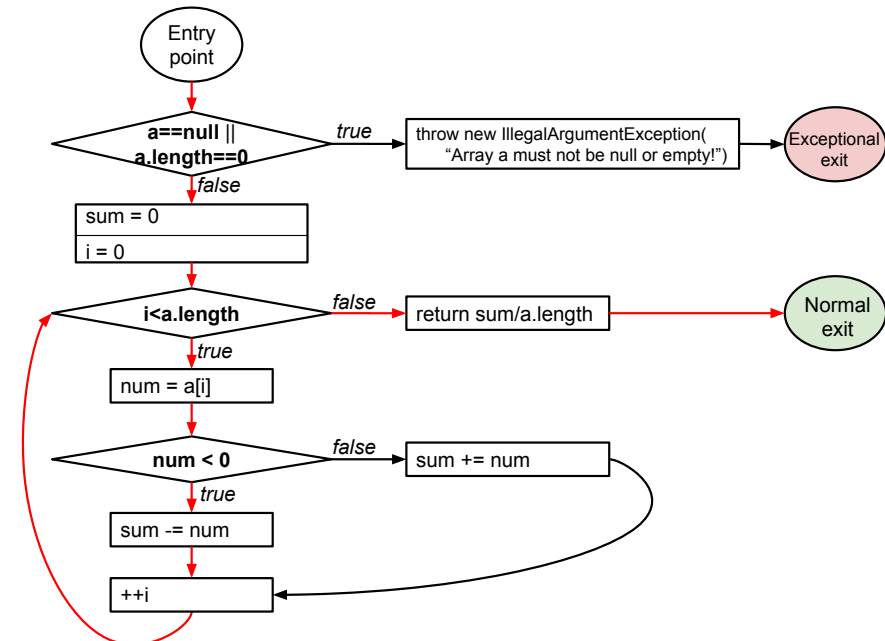 Entry
point
a==null ||
a.length==0
true
throw new IllegalArgumentException(
“Array a must not be null or empty!”)
Exceptional
exit
false
sum = 0
i = 0
i<a.length
false
return sum/a.length
Normal
exit
true
num = a[i]
num < 0
false
sum += num
true
sum -= num
++i